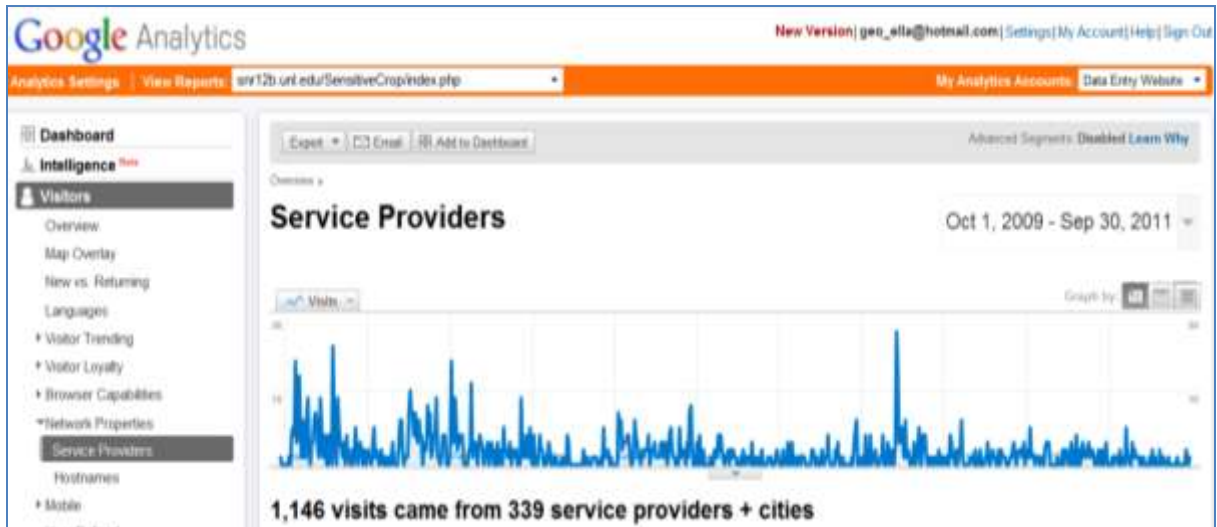 Google Analytics
New Version | geo_ella@hotmail.com | Settings | My Account | Help | Sign Out
Analytics Settings | View Reports: snr12b.unl.edu/SensitiveCrop/index.php
My Analytics Accounts: Data Entry Website
Dashboard
Intelligence Beta
Visitors
Overview
Map Overlay
New vs. Returning
Languages
Visitor Trending
Visitor Loyalty
Browser Capabilities
Network Properties
Service Providers
Hostnames
Mobile
Export
Email
Add to Dashboard
Advanced Segments: Disabled Learn Why
Overview »
Service Providers
Oct 1, 2009 - Sep 30, 2011
Visits
Graph by:
1,146 visits came from 339 service providers + cities